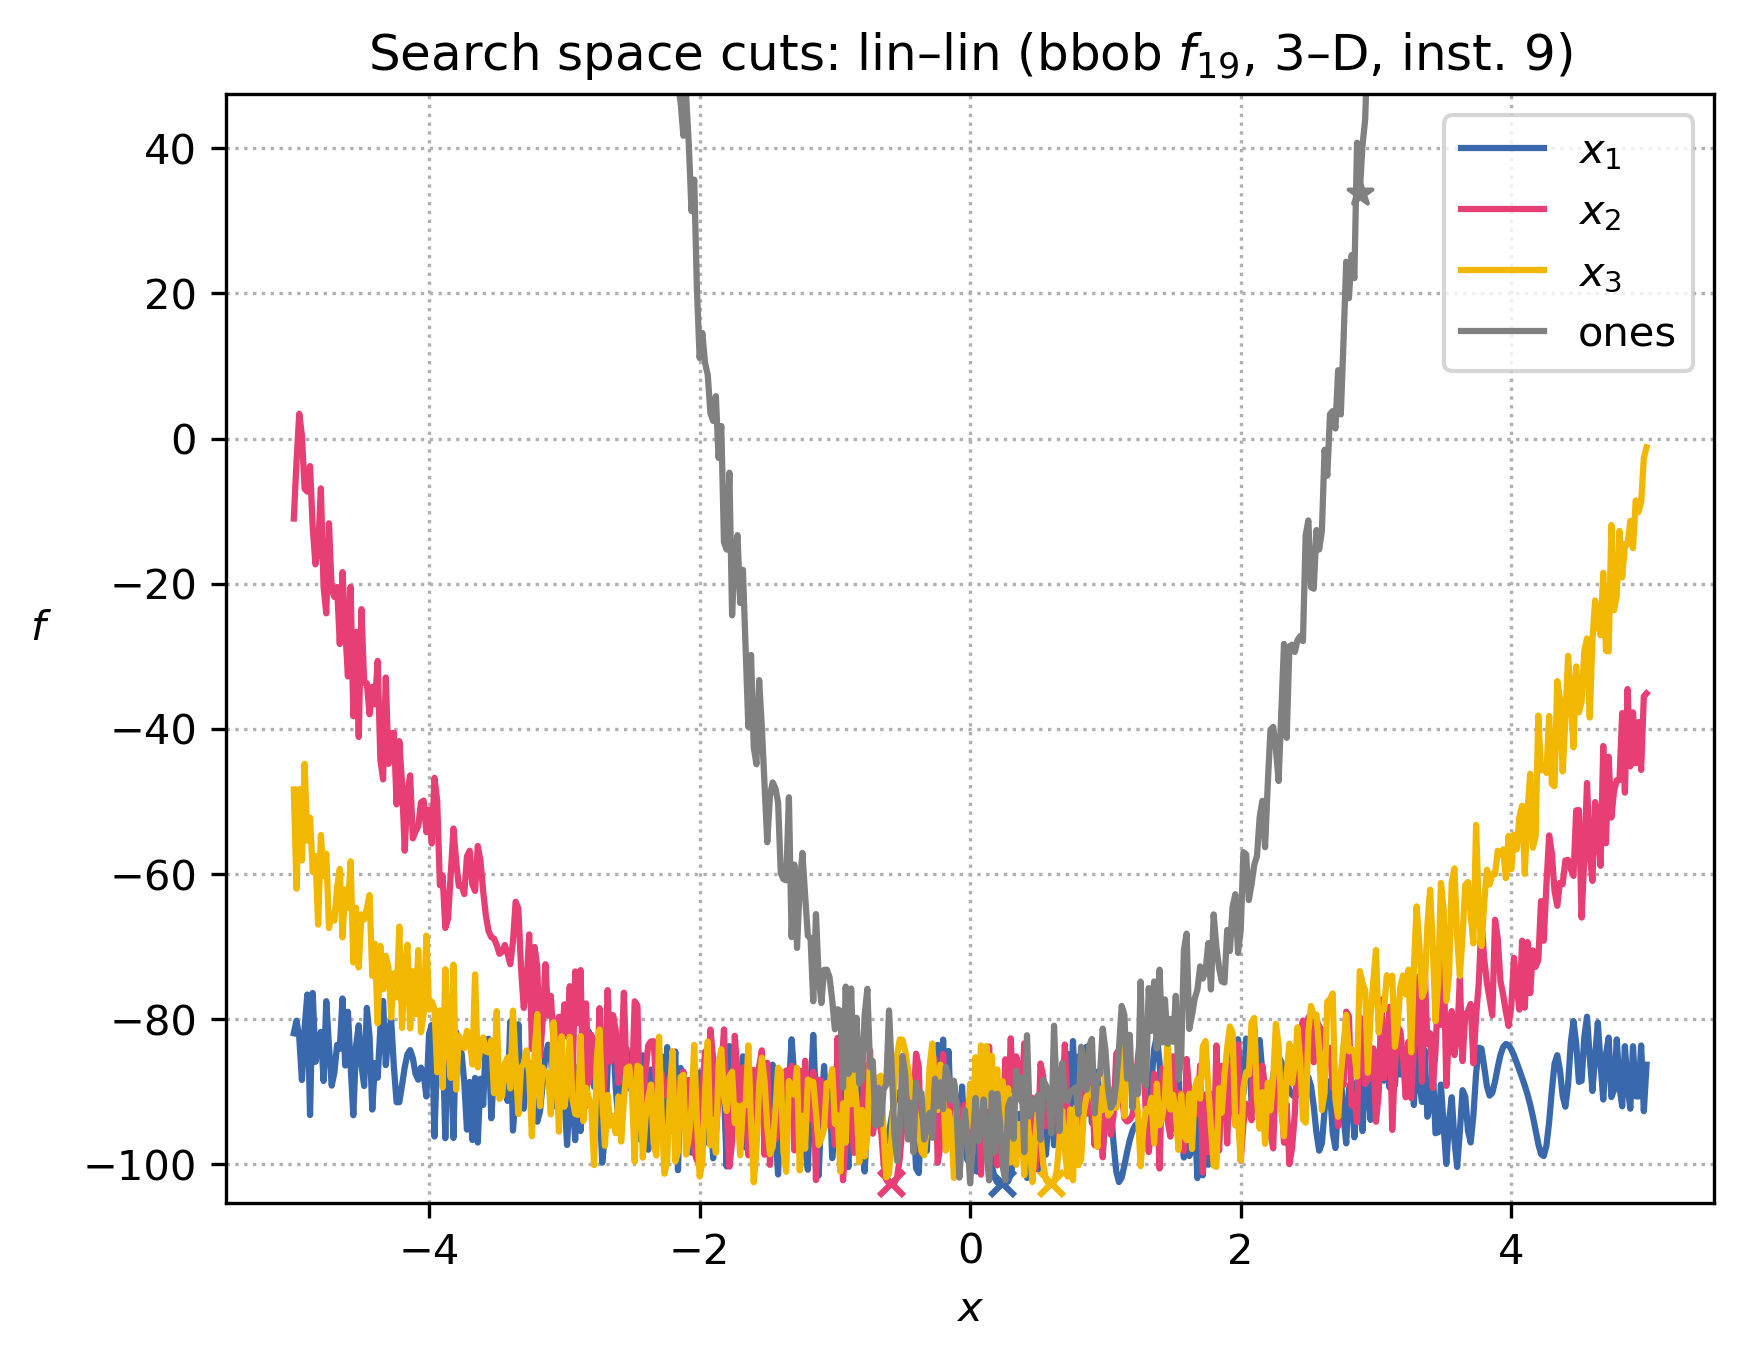 Search space cuts: lin–lin (bbob f19, 3–D, inst. 9)
40
20
0
−20
−40
−60
−80
−100
f
x1
x2
x3
ones
−4
−2
0
2
4
x